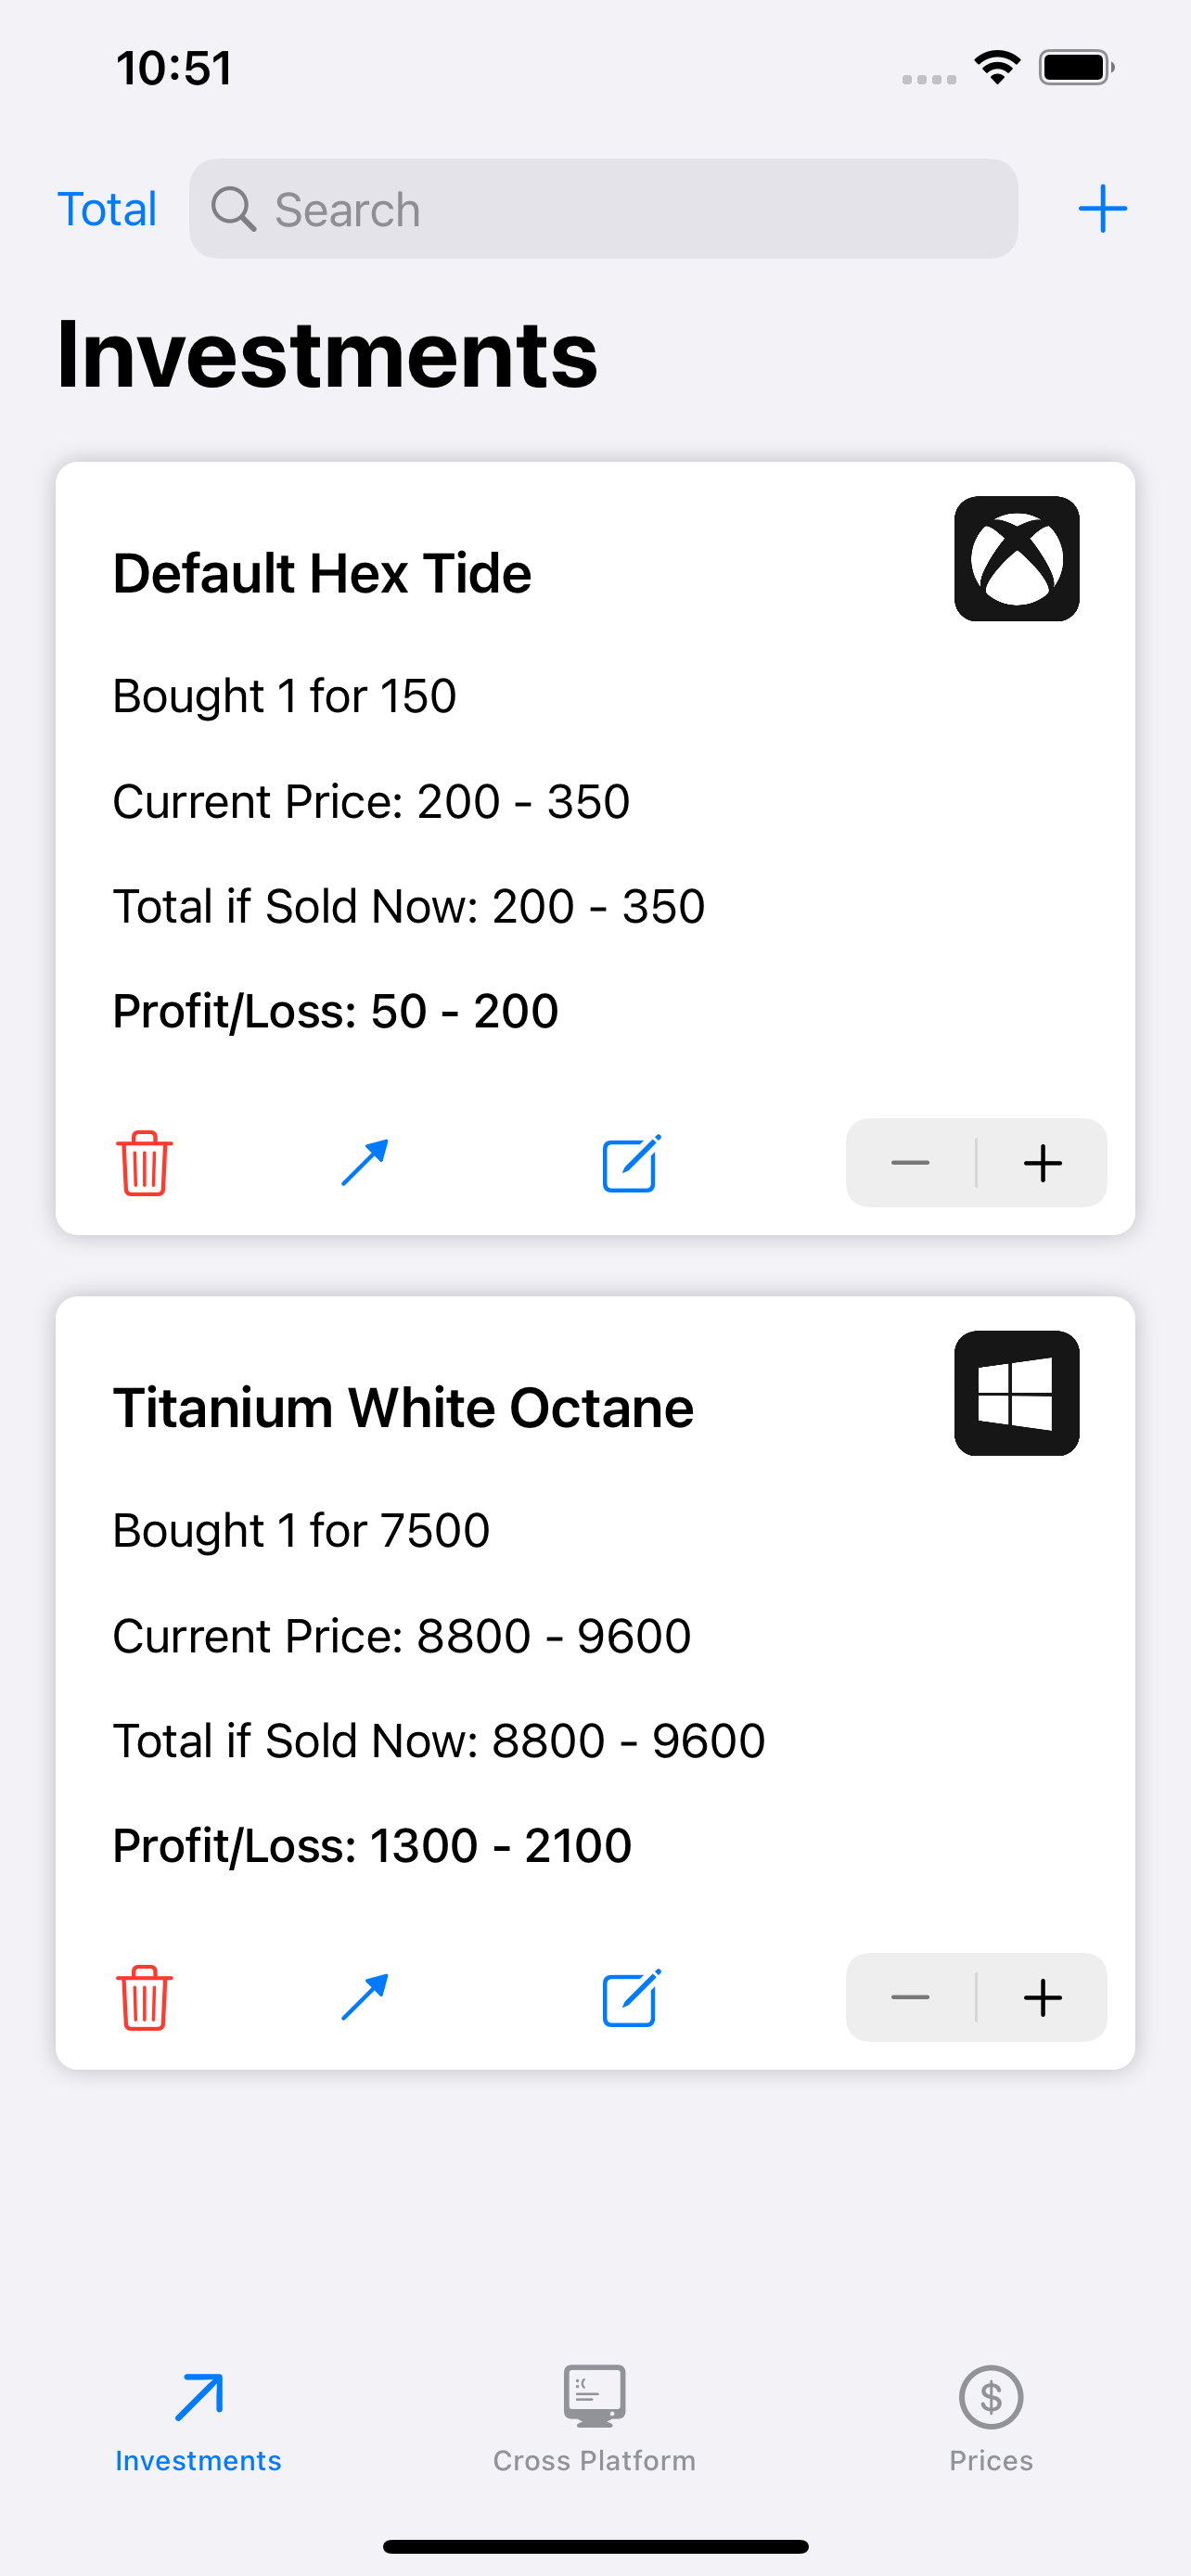 10:51
Total
Search
Investments
Default Hex Tide
Bought 1 for 150
Current Price: 200 - 350
Total if Sold Now: 200 - 350
Profit/Loss: 50 - 200
Titanium White Octane
Bought 1 for 7500
Current Price: 8800 - 9600
Total if Sold Now: 8800 - 9600
Profit/Loss: 1300 - 2100
Investments
Cross Platform
Prices